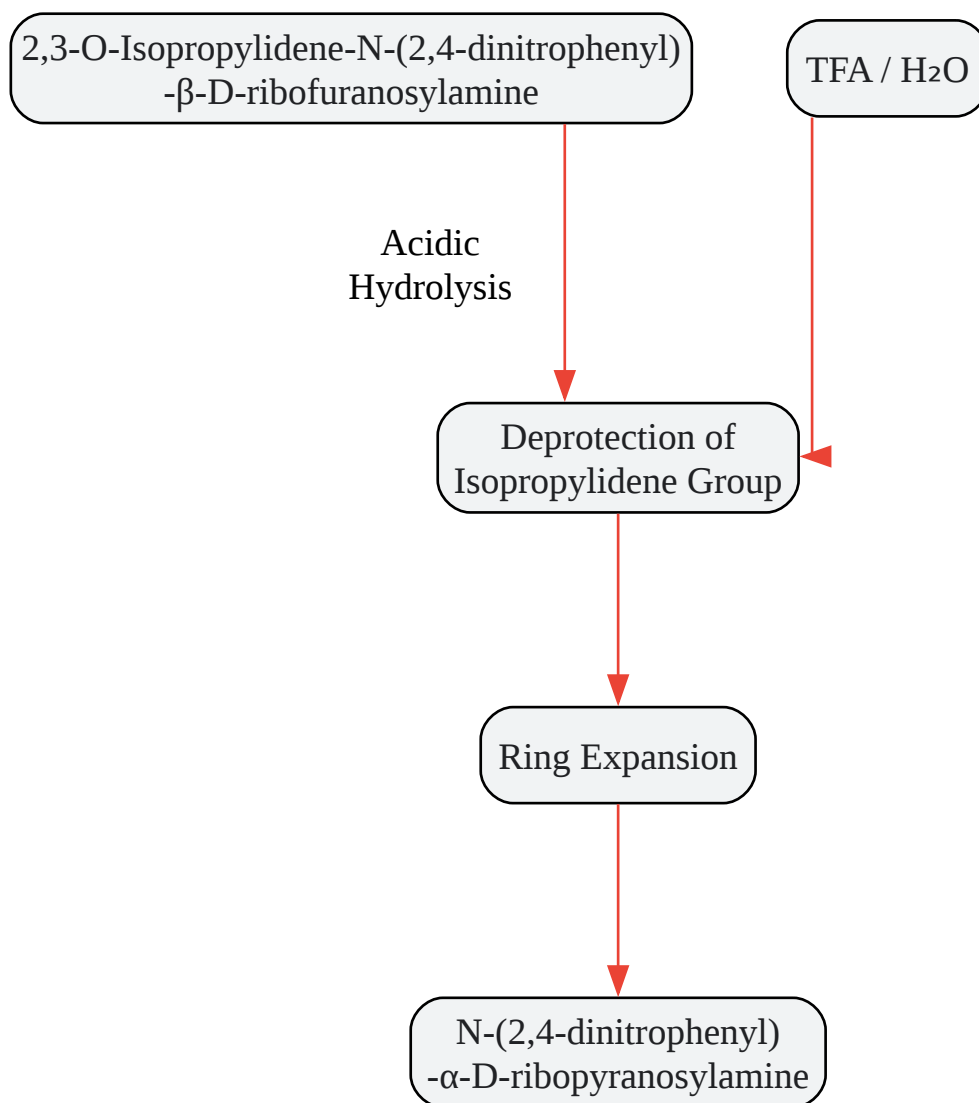 2,3-O-Isopropylidene-N-(2,4-dinitrophenyl)
-β-D-ribofuranosylamine
TFA / H₂O
Acidic
Hydrolysis
Deprotection of
Isopropylidene Group
Ring Expansion
N-(2,4-dinitrophenyl)
-α-D-ribopyranosylamine